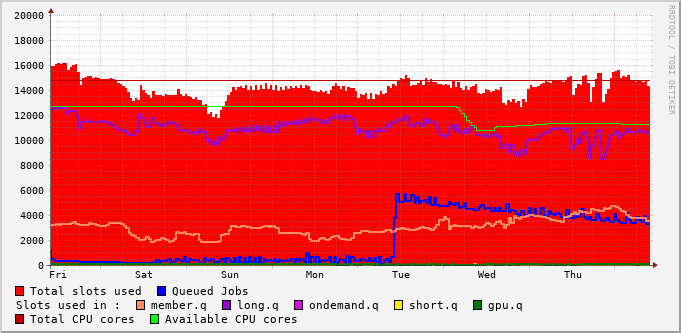 20000
18000
16000
14000
12000
10000
8000
6000
4000
2000
0
Fri Sat Sun Mon Tue Wed Thu
RRDTOOL / TOBI OETIKER
Total slots used Queued Jobs
Slots used in : member.q long.q ondemand.q short.q gpu.q
Total CPU cores Available CPU cores